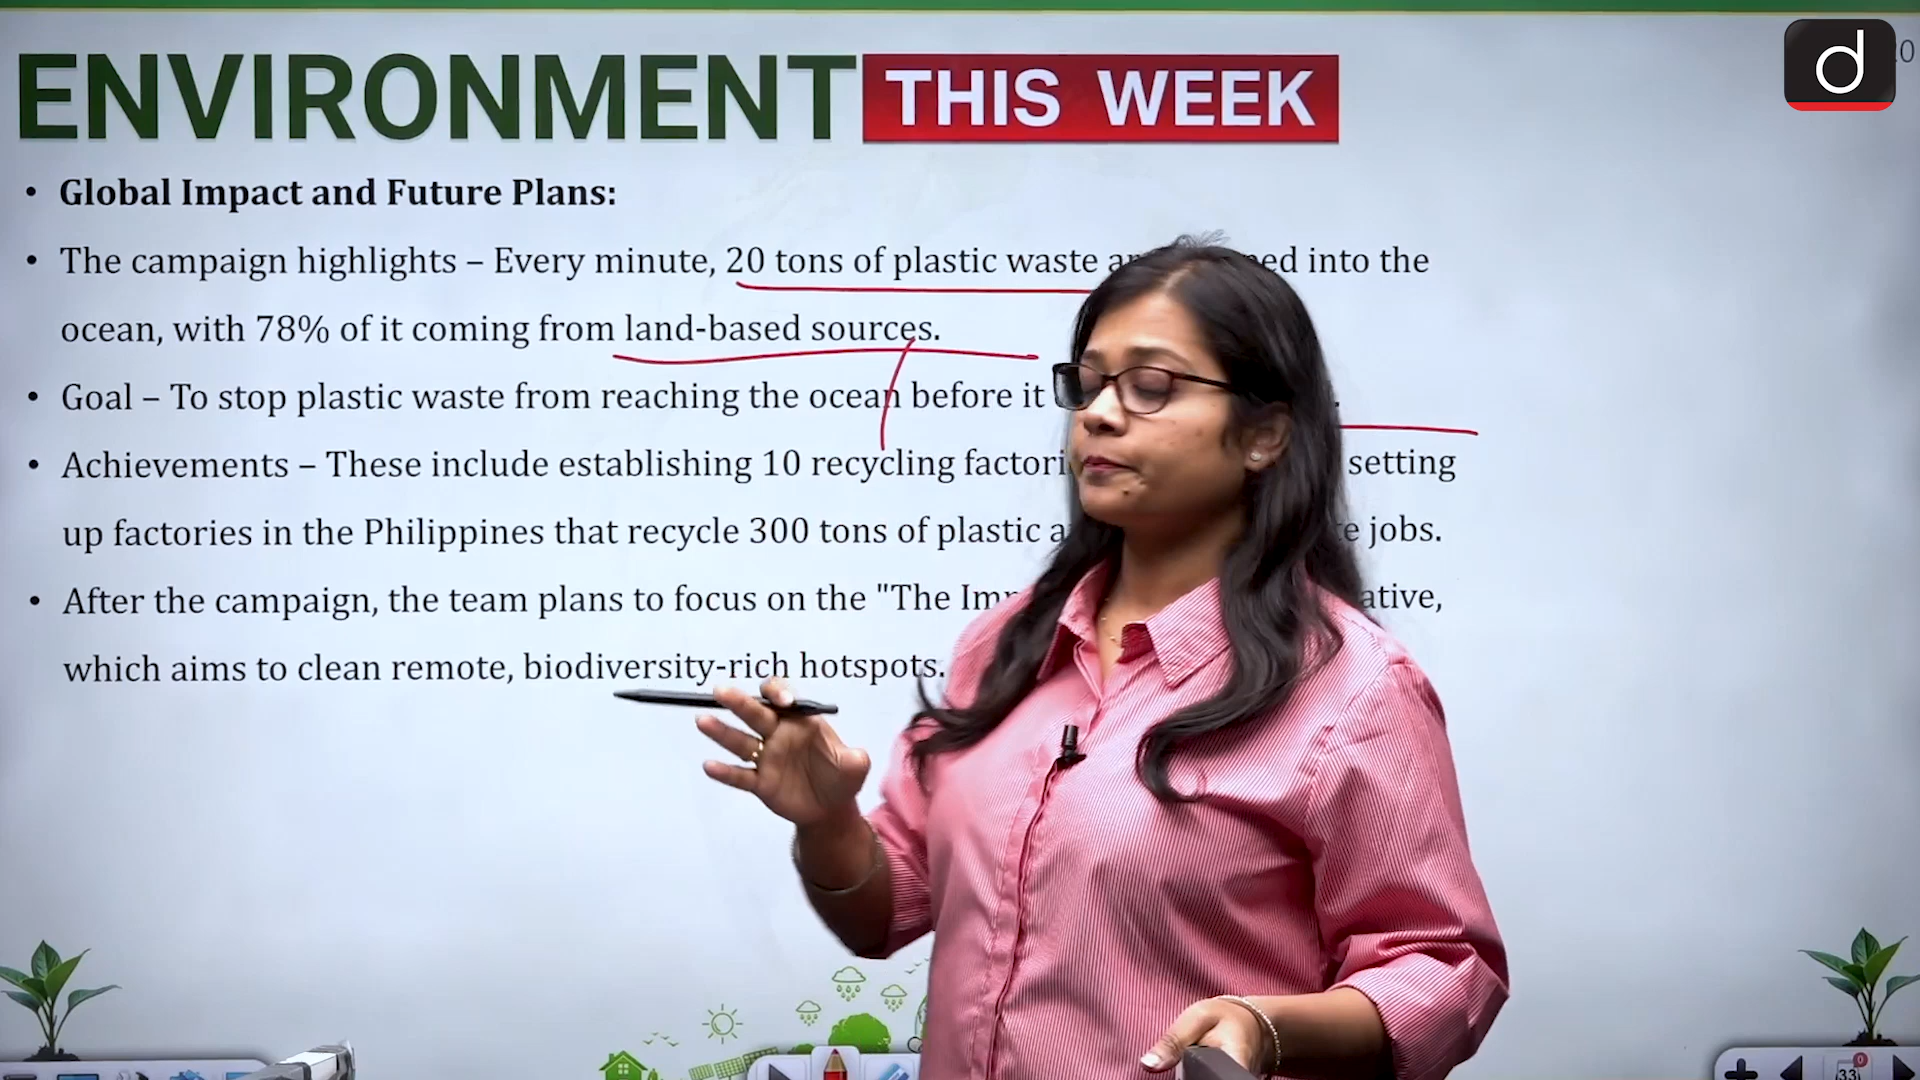 ENVIRONMENT THIS WEEK
d
• Global Impact and Future Plans:
• The campaign highlights – Every minute, 20 tons of plastic waste into the
ocean, with 78% of it coming from land-based sources.
• Goal – To stop plastic waste from reaching the ocean before it
• Achievements – These include establishing 10 recycling setting
up factories in the Philippines that recycle 300 tons of plastic jobs.
• After the campaign, the team plans to focus on the "The
which aims to clean remote, biodiversity-rich hotspots.
33
0